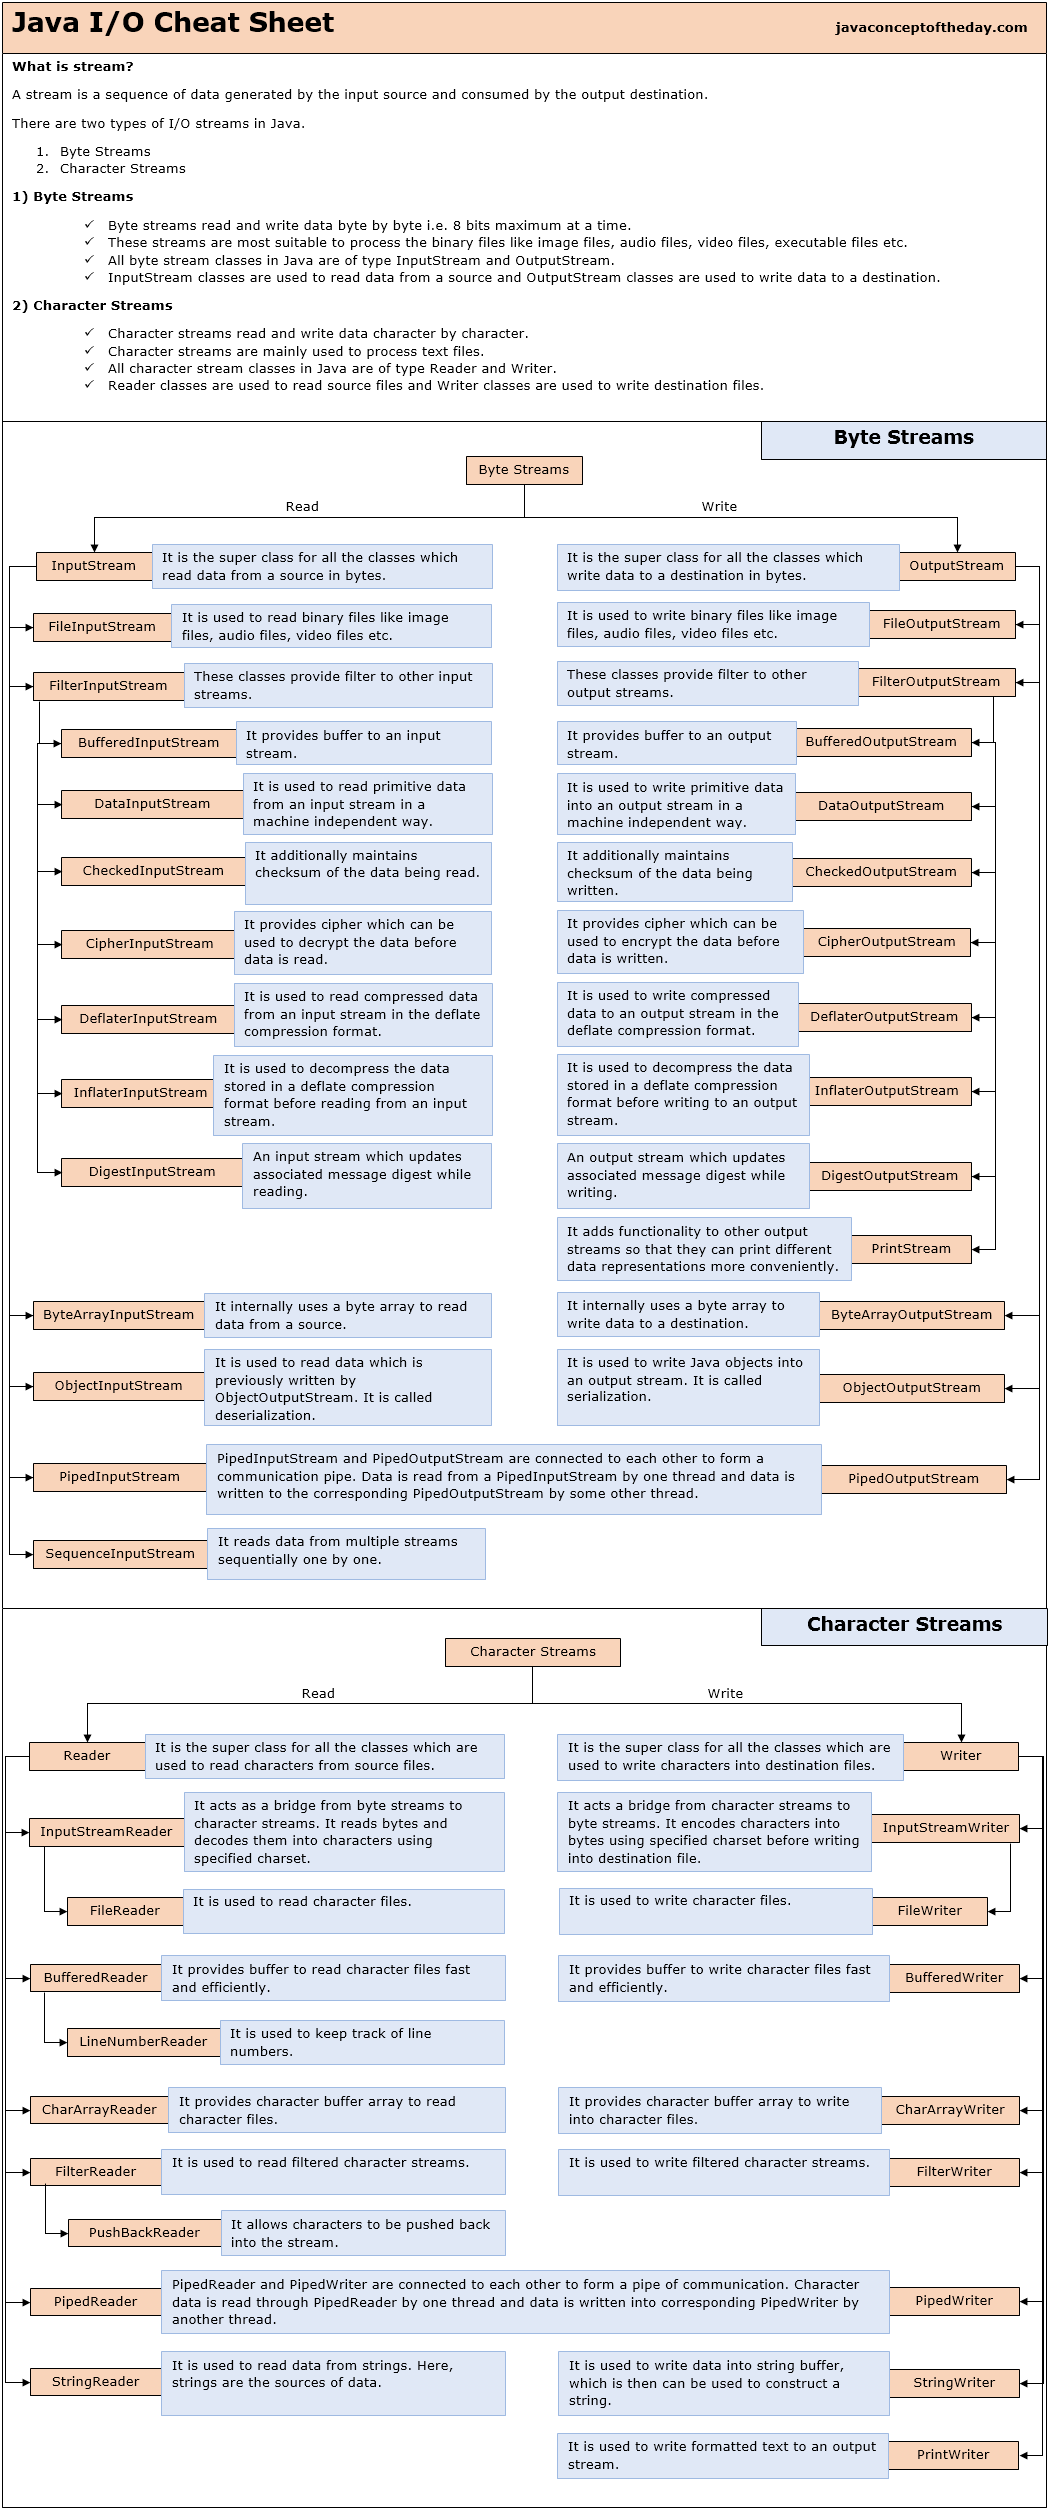 Java I/O Cheat Sheet
javaconceptoftheday.com
What is stream?
A stream is a sequence of data generated by the input source and consumed by the output destination.
There are two types of I/O streams in Java.
1. Byte Streams
2. Character Streams
1) Byte Streams
✓ Byte streams read and write data byte by byte i.e. 8 bits maximum at a time.
✓ These streams are most suitable to process the binary files like image files, audio files, video files, executable files etc.
✓ All byte stream classes in Java are of type InputStream and OutputStream.
✓ InputStream classes are used to read data from a source and OutputStream classes are used to write data to a destination.
2) Character Streams
✓ Character streams read and write data character by character.
✓ Character streams are mainly used to process text files.
✓ All character stream classes in Java are of type Reader and Writer.
✓ Reader classes are used to read source files and Writer classes are used to write destination files.
Byte Streams
Byte Streams
Read
Write
InputStream
It is the super class for all the classes which
read data from a source in bytes.
It is the super class for all the classes which
write data to a destination in bytes.
OutputStream
FileInputStream
It is used to read binary files like image
files, audio files, video files etc.
It is used to write binary files like image
files, audio files, video files etc.
FileOutputStream
FilterInputStream
These classes provide filter to other input
streams.
These classes provide filter to other
output streams.
FilterOutputStream
BufferedInputStream
It provides buffer to an input
stream.
It provides buffer to an output
stream.
BufferedOutputStream
DataInputStream
It is used to read primitive data
from an input stream in a
machine independent way.
It is used to write primitive data
into an output stream in a
machine independent way.
DataOutputStream
CheckedInputStream
It additionally maintains
checksum of the data being read.
It additionally maintains
checksum of the data being
written.
CheckedOutputStream
CipherInputStream
It provides cipher which can be
used to decrypt the data before
data is read.
It provides cipher which can be
used to encrypt the data before
data is written.
CipherOutputStream
DeflaterInputStream
It is used to read compressed data
from an input stream in the deflate
compression format.
It is used to write compressed
data to an output stream in the
deflate compression format.
DeflaterOutputStream
InflaterInputStream
It is used to decompress the data
stored in a deflate compression
format before reading from an input
stream.
It is used to decompress the data
stored in a deflate compression
format before writing to an output
stream.
InflaterOutputStream
DigestInputStream
An input stream which updates
associated message digest while
reading.
An output stream which updates
associated message digest while
writing.
DigestOutputStream
It adds functionality to other output
streams so that they can print different
data representations more conveniently.
PrintStream
ByteArrayInputStream
It internally uses a byte array to read
data from a source.
It internally uses a byte array to
write data to a destination.
ByteArrayOutputStream
ObjectInputStream
It is used to read data which is
previously written by
ObjectOutputStream. It is called
deserialization.
It is used to write Java objects into
an output stream. It is called
serialization.
ObjectOutputStream
PipedInputStream
PipedInputStream and PipedOutputStream are connected to each other to form a
communication pipe. Data is read from a PipedInputStream by one thread and data is
written to the corresponding PipedOutputStream by some other thread.
PipedOutputStream
SequenceInputStream
It reads data from multiple streams
sequentially one by one.
Character Streams
Character Streams
Read
Write
Reader
It is the super class for all the classes which are
used to read characters from source files.
It is the super class for all the classes which are
used to write characters into destination files.
Writer
InputStreamReader
It acts as a bridge from byte streams to
character streams. It reads bytes and
decodes them into characters using
specified charset.
It acts a bridge from character streams to
byte streams. It encodes characters into
bytes using specified charset before writing
into destination file.
InputStreamWriter
FileReader
It is used to read character files.
It is used to write character files.
FileWriter
BufferedReader
It provides buffer to read character files fast
and efficiently.
It provides buffer to write character files fast
and efficiently.
BufferedWriter
LineNumberReader
It is used to keep track of line
numbers.
CharArrayReader
It provides character buffer array to read
character files.
It provides character buffer array to write
into character files.
CharArrayWriter
FilterReader
It is used to read filtered character streams.
It is used to write filtered character streams.
FilterWriter
PushBackReader
It allows characters to be pushed back
into the stream.
PipedReader
PipedReader and PipedWriter are connected to each other to form a pipe of communication. Character
data is read through PipedReader by one thread and data is written into corresponding PipedWriter by
another thread.
PipedWriter
StringReader
It is used to read data from strings. Here,
strings are the sources of data.
It is used to write data into string buffer,
which is then can be used to construct a
string.
StringWriter
It is used to write formatted text to an output
stream.
PrintWriter